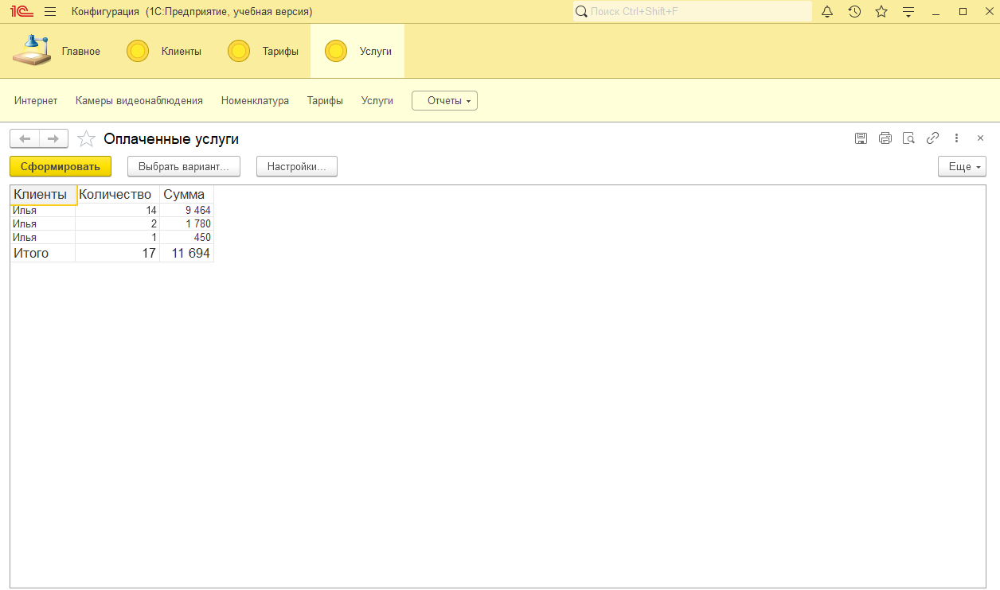 1С Конфигурация (1С:Предприятие, учебная версия) Поиск Ctrl+Shift+F
Главное Клиенты Тарифы Услуги
Интернет Камеры видеонаблюдения Номенклатура Тарифы Услуги Отчеты
Оплаченные услуги
Сформировать Выбрать вариант... Настройки... Еще
Клиенты Количество Сумма
Илья 14 9 464
Илья 2 1 780
Илья 1 450
Итого 17 11 694